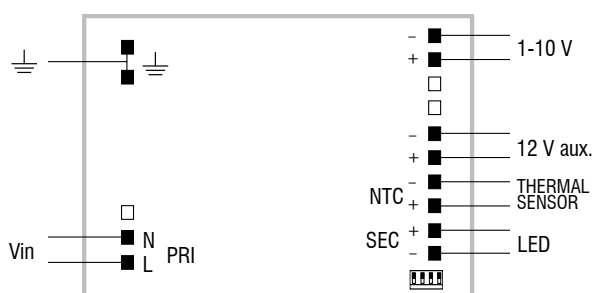 − 1-10 V
+
− 12 V aux.
+
NTC − THERMAL
+ SENSOR
SEC + LED
−
Vin N PRI
L